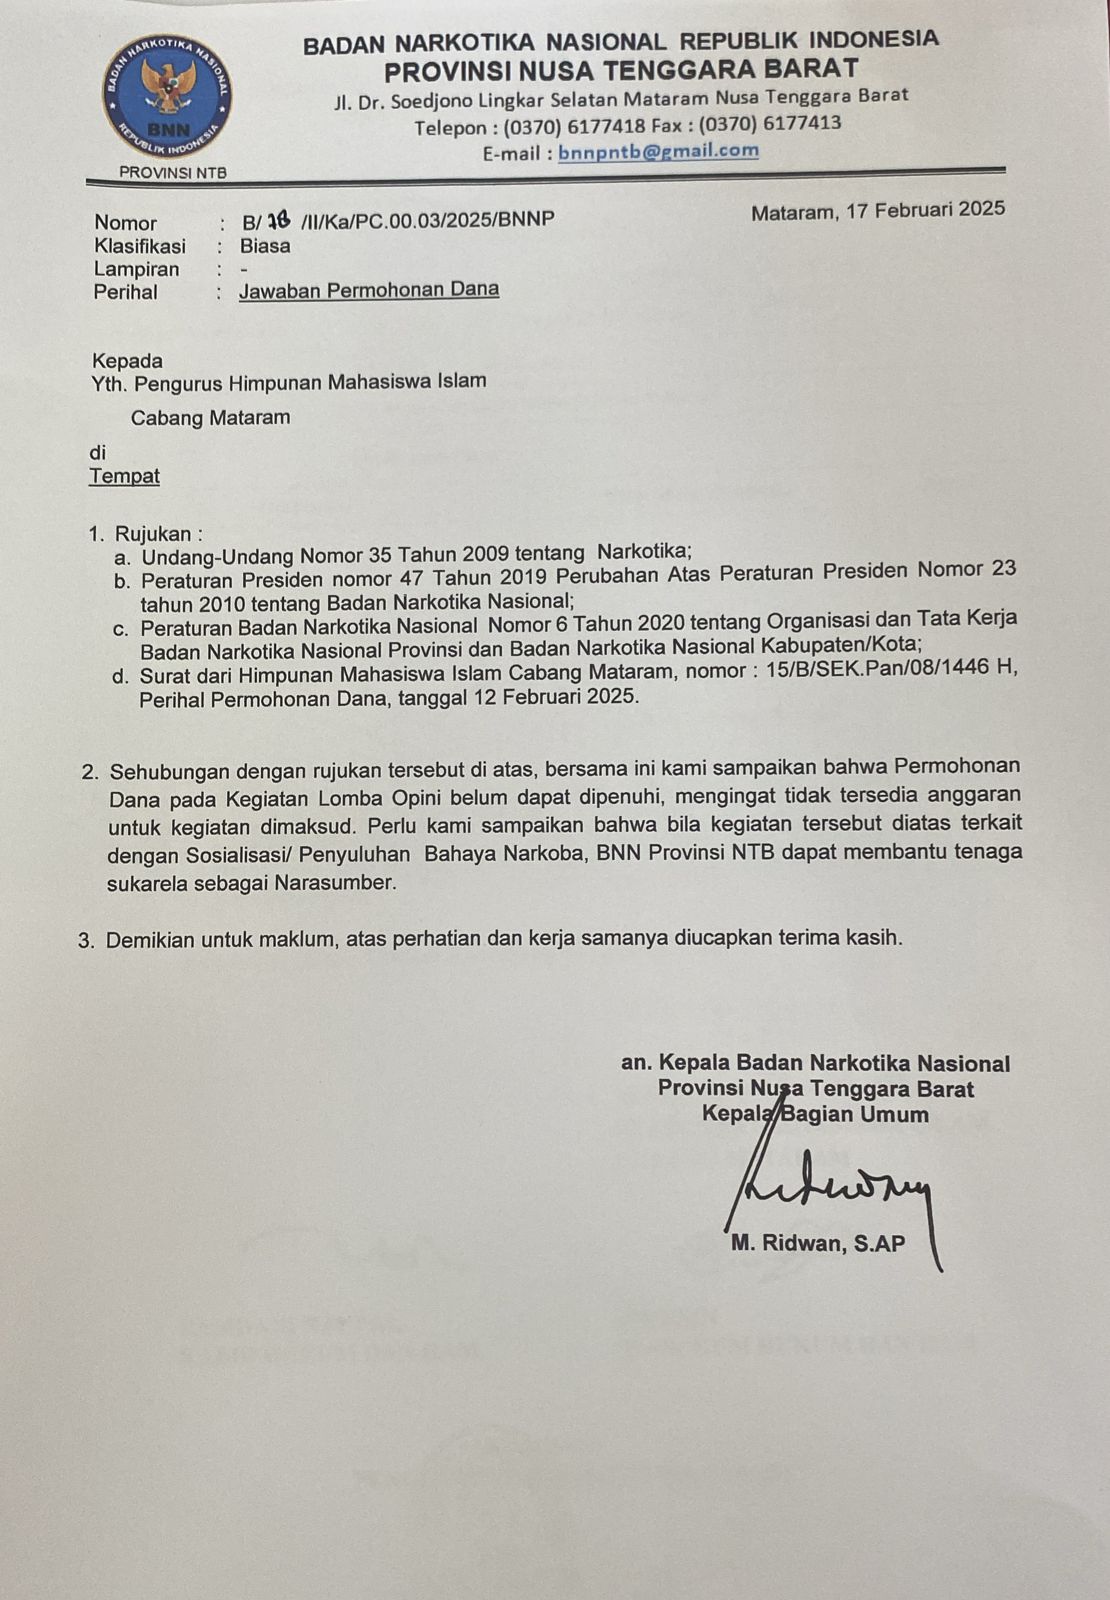 BADAN NARKOTIKA NASIONAL
BNN
REPUBLIK INDONESIA
PROVINSI NTB
BADAN NARKOTIKA NASIONAL REPUBLIK INDONESIA
PROVINSI NUSA TENGGARA BARAT
Jl. Dr. Soedjono Lingkar Selatan Mataram Nusa Tenggara Barat
Telepon : (0370) 6177418 Fax : (0370) 6177413
E-mail : bnnpntb@gmail.com
Mataram, 17 Februari 2025
Nomor : B/ /II/Ka/PC.00.03/2025/BNNP
Klasifikasi : Biasa
Lampiran : -
Perihal : Jawaban Permohonan Dana
Kepada
Yth. Pengurus Himpunan Mahasiswa Islam
Cabang Mataram
di
Tempat
1. Rujukan :
a. Undang-Undang Nomor 35 Tahun 2009 tentang Narkotika;
b. Peraturan Presiden nomor 47 Tahun 2019 Perubahan Atas Peraturan Presiden Nomor 23
tahun 2010 tentang Badan Narkotika Nasional;
c. Peraturan Badan Narkotika Nasional Nomor 6 Tahun 2020 tentang Organisasi dan Tata Kerja
Badan Narkotika Nasional Provinsi dan Badan Narkotika Nasional Kabupaten/Kota;
d. Surat dari Himpunan Mahasiswa Islam Cabang Mataram, nomor : 15/B/SEK.Pan/08/1446 H,
Perihal Permohonan Dana, tanggal 12 Februari 2025.
2. Sehubungan dengan rujukan tersebut di atas, bersama ini kami sampaikan bahwa Permohonan
Dana pada Kegiatan Lomba Opini belum dapat dipenuhi, mengingat tidak tersedia anggaran
untuk kegiatan dimaksud. Perlu kami sampaikan bahwa bila kegiatan tersebut diatas terkait
dengan Sosialisasi/ Penyuluhan Bahaya Narkoba, BNN Provinsi NTB dapat membantu tenaga
sukarela sebagai Narasumber.
3. Demikian untuk maklum, atas perhatian dan kerja samanya diucapkan terima kasih.
an. Kepala Badan Narkotika Nasional
Provinsi Nusa Tenggara Barat
Kepala Bagian Umum
M. Ridwan, S.AP